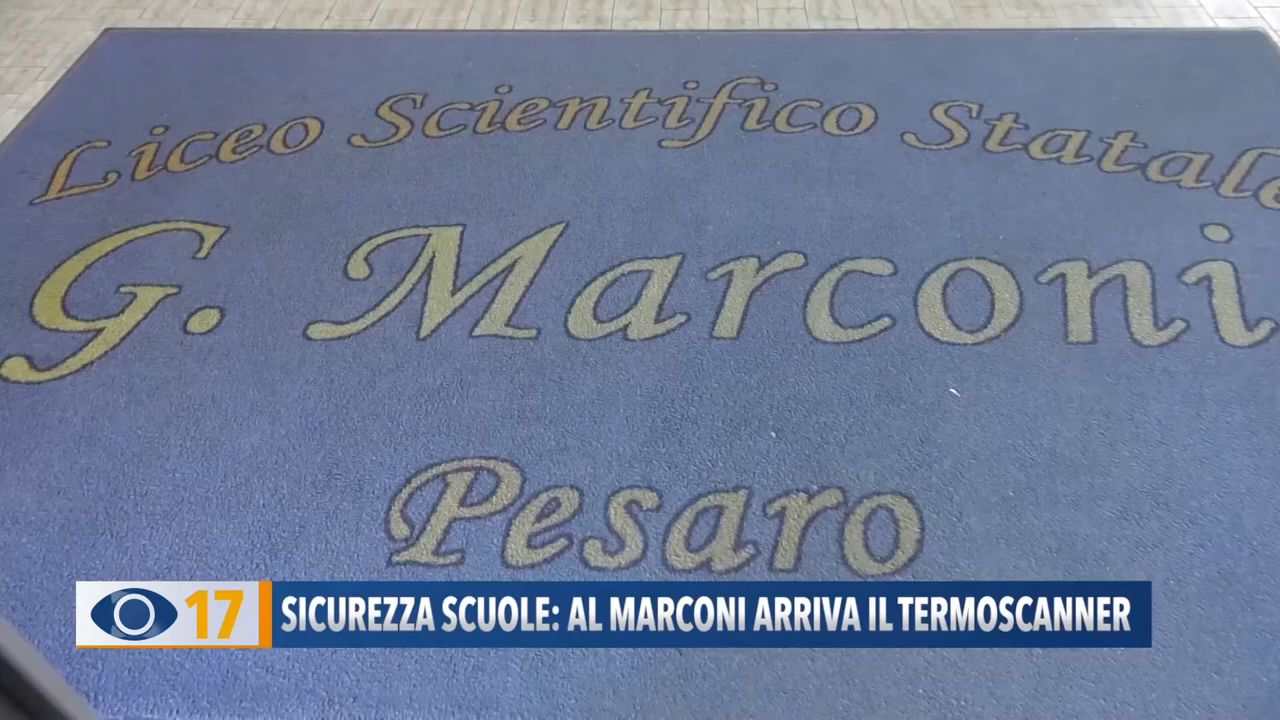 Liceo Scientifico Statale
G. Marconi
Pesaro
17 SICUREZZA SCUOLE: AL MARCONI ARRIVA IL TERMOSCANNER